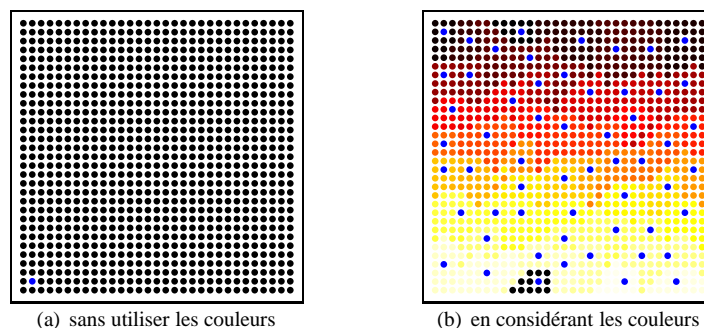 (a) sans utiliser les couleurs
(b) en considérant les couleurs